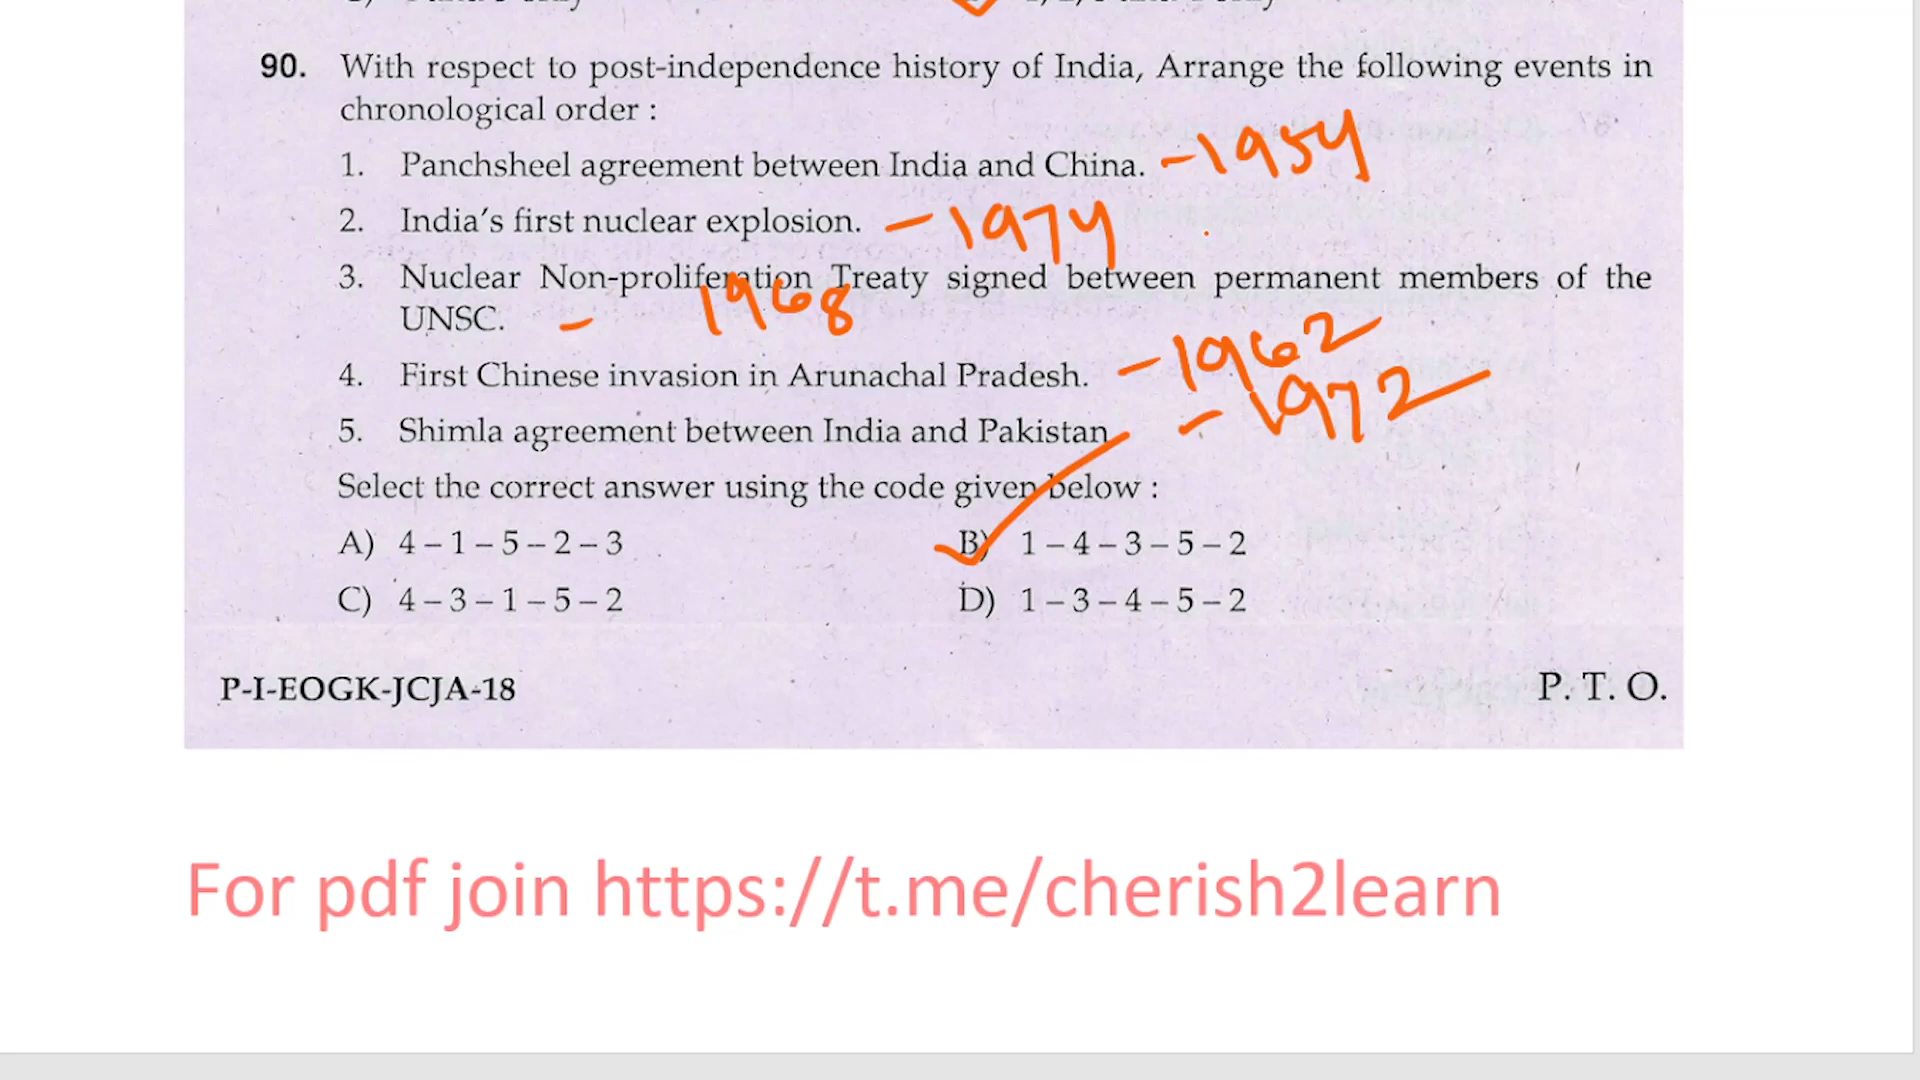 90. With respect to post-independence history of India, Arrange the following events in
chronological order :
1. Panchsheel agreement between India and China. -1954
2. India's first nuclear explosion. -1974
3. Nuclear Non-proliferation Treaty signed between permanent members of the
UNSC. - 1968
4. First Chinese invasion in Arunachal Pradesh. -1962
5. Shimla agreement between India and Pakistan -1972
Select the correct answer using the code given below :
A) 4 – 1 – 5 – 2 – 3 B) 1 – 4 – 3 – 5 – 2
C) 4 – 3 – 1 – 5 – 2 D) 1 – 3 – 4 – 5 – 2
P-I-EOGK-JCJA-18 P. T. O.
For pdf join https://t.me/cherish2learn